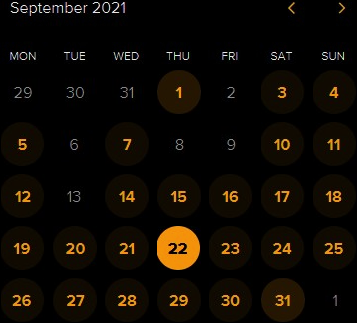 September 2021
MON TUE WED THU FRI SAT SUN
29 30 31 1 2 3 4
5 6 7 8 9 10 11
12 13 14 15 16 17 18
19 20 21 22 23 24 25
26 27 28 29 30 31 1